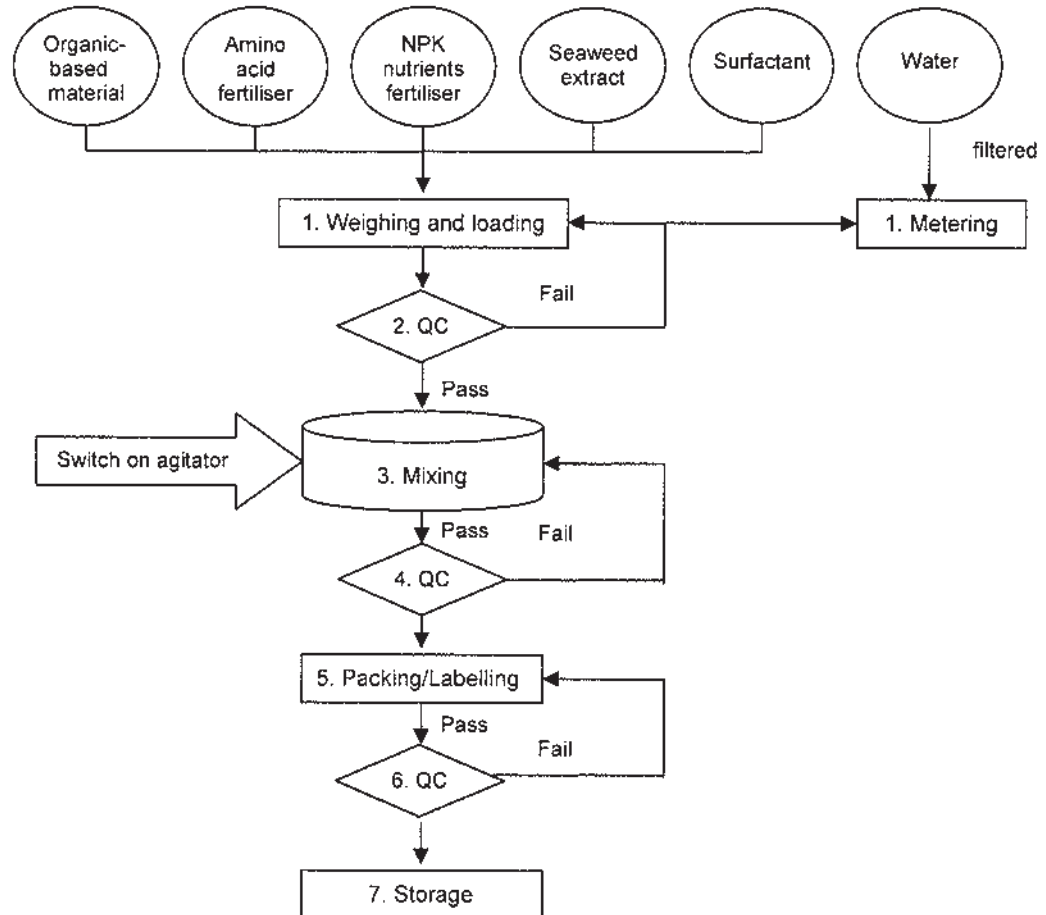 Organic-
based
material
Amino
acid
fertiliser
NPK
nutrients
fertiliser
Seaweed
extract
Surfactant
Water
filtered
1. Weighing and loading
1. Metering
Fail
2. QC
Pass
Switch on agitator
3. Mixing
Pass
Fail
4. QC
5. Packing/Labelling
Pass
Fail
6. QC
7. Storage